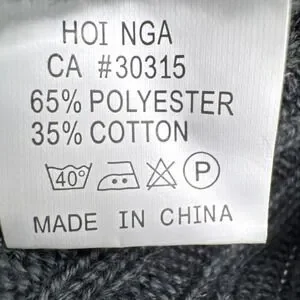 HOI NGA
CA #30315
65% POLYESTER
35% COTTON
40° P
MADE IN CHINA